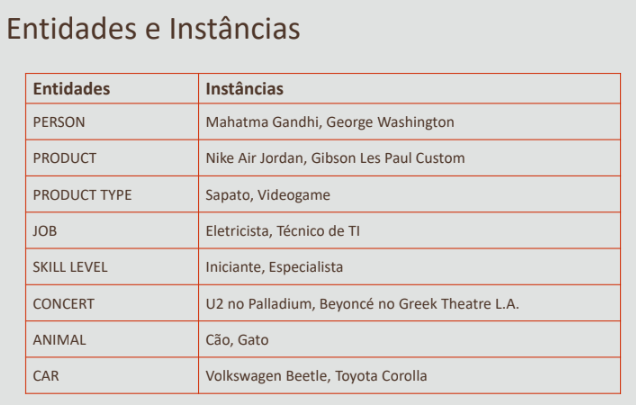 Entidades e Instâncias
Entidades Instâncias
PERSON Mahatma Gandhi, George Washington
PRODUCT Nike Air Jordan, Gibson Les Paul Custom
PRODUCT TYPE Sapato, Videogame
JOB Eletricista, Técnico de TI
SKILL LEVEL Iniciante, Especialista
CONCERT U2 no Palladium, Beyoncé no Greek Theatre L.A.
ANIMAL Cão, Gato
CAR Volkswagen Beetle, Toyota Corolla